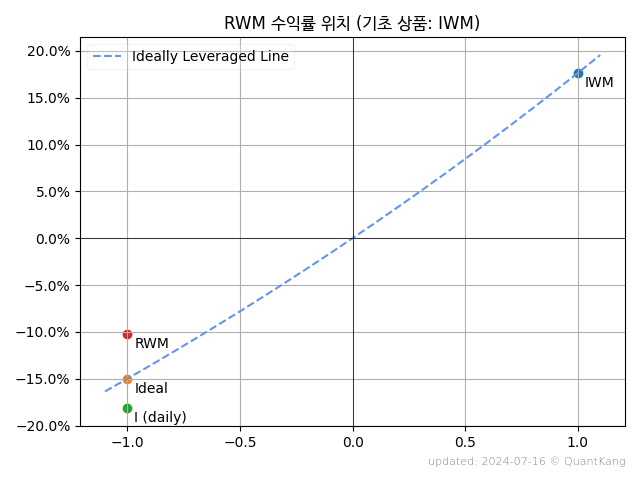 RWM 수익률 위치 (기초 상품: IWM)
Ideally Leveraged Line
20.0%
15.0%
10.0%
5.0%
0.0%
−5.0%
−10.0%
−15.0%
−20.0%
IWM
RWM
Ideal
I (daily)
−1.0 −0.5 0.0 0.5 1.0
updated: 2024-07-16 © QuantKang